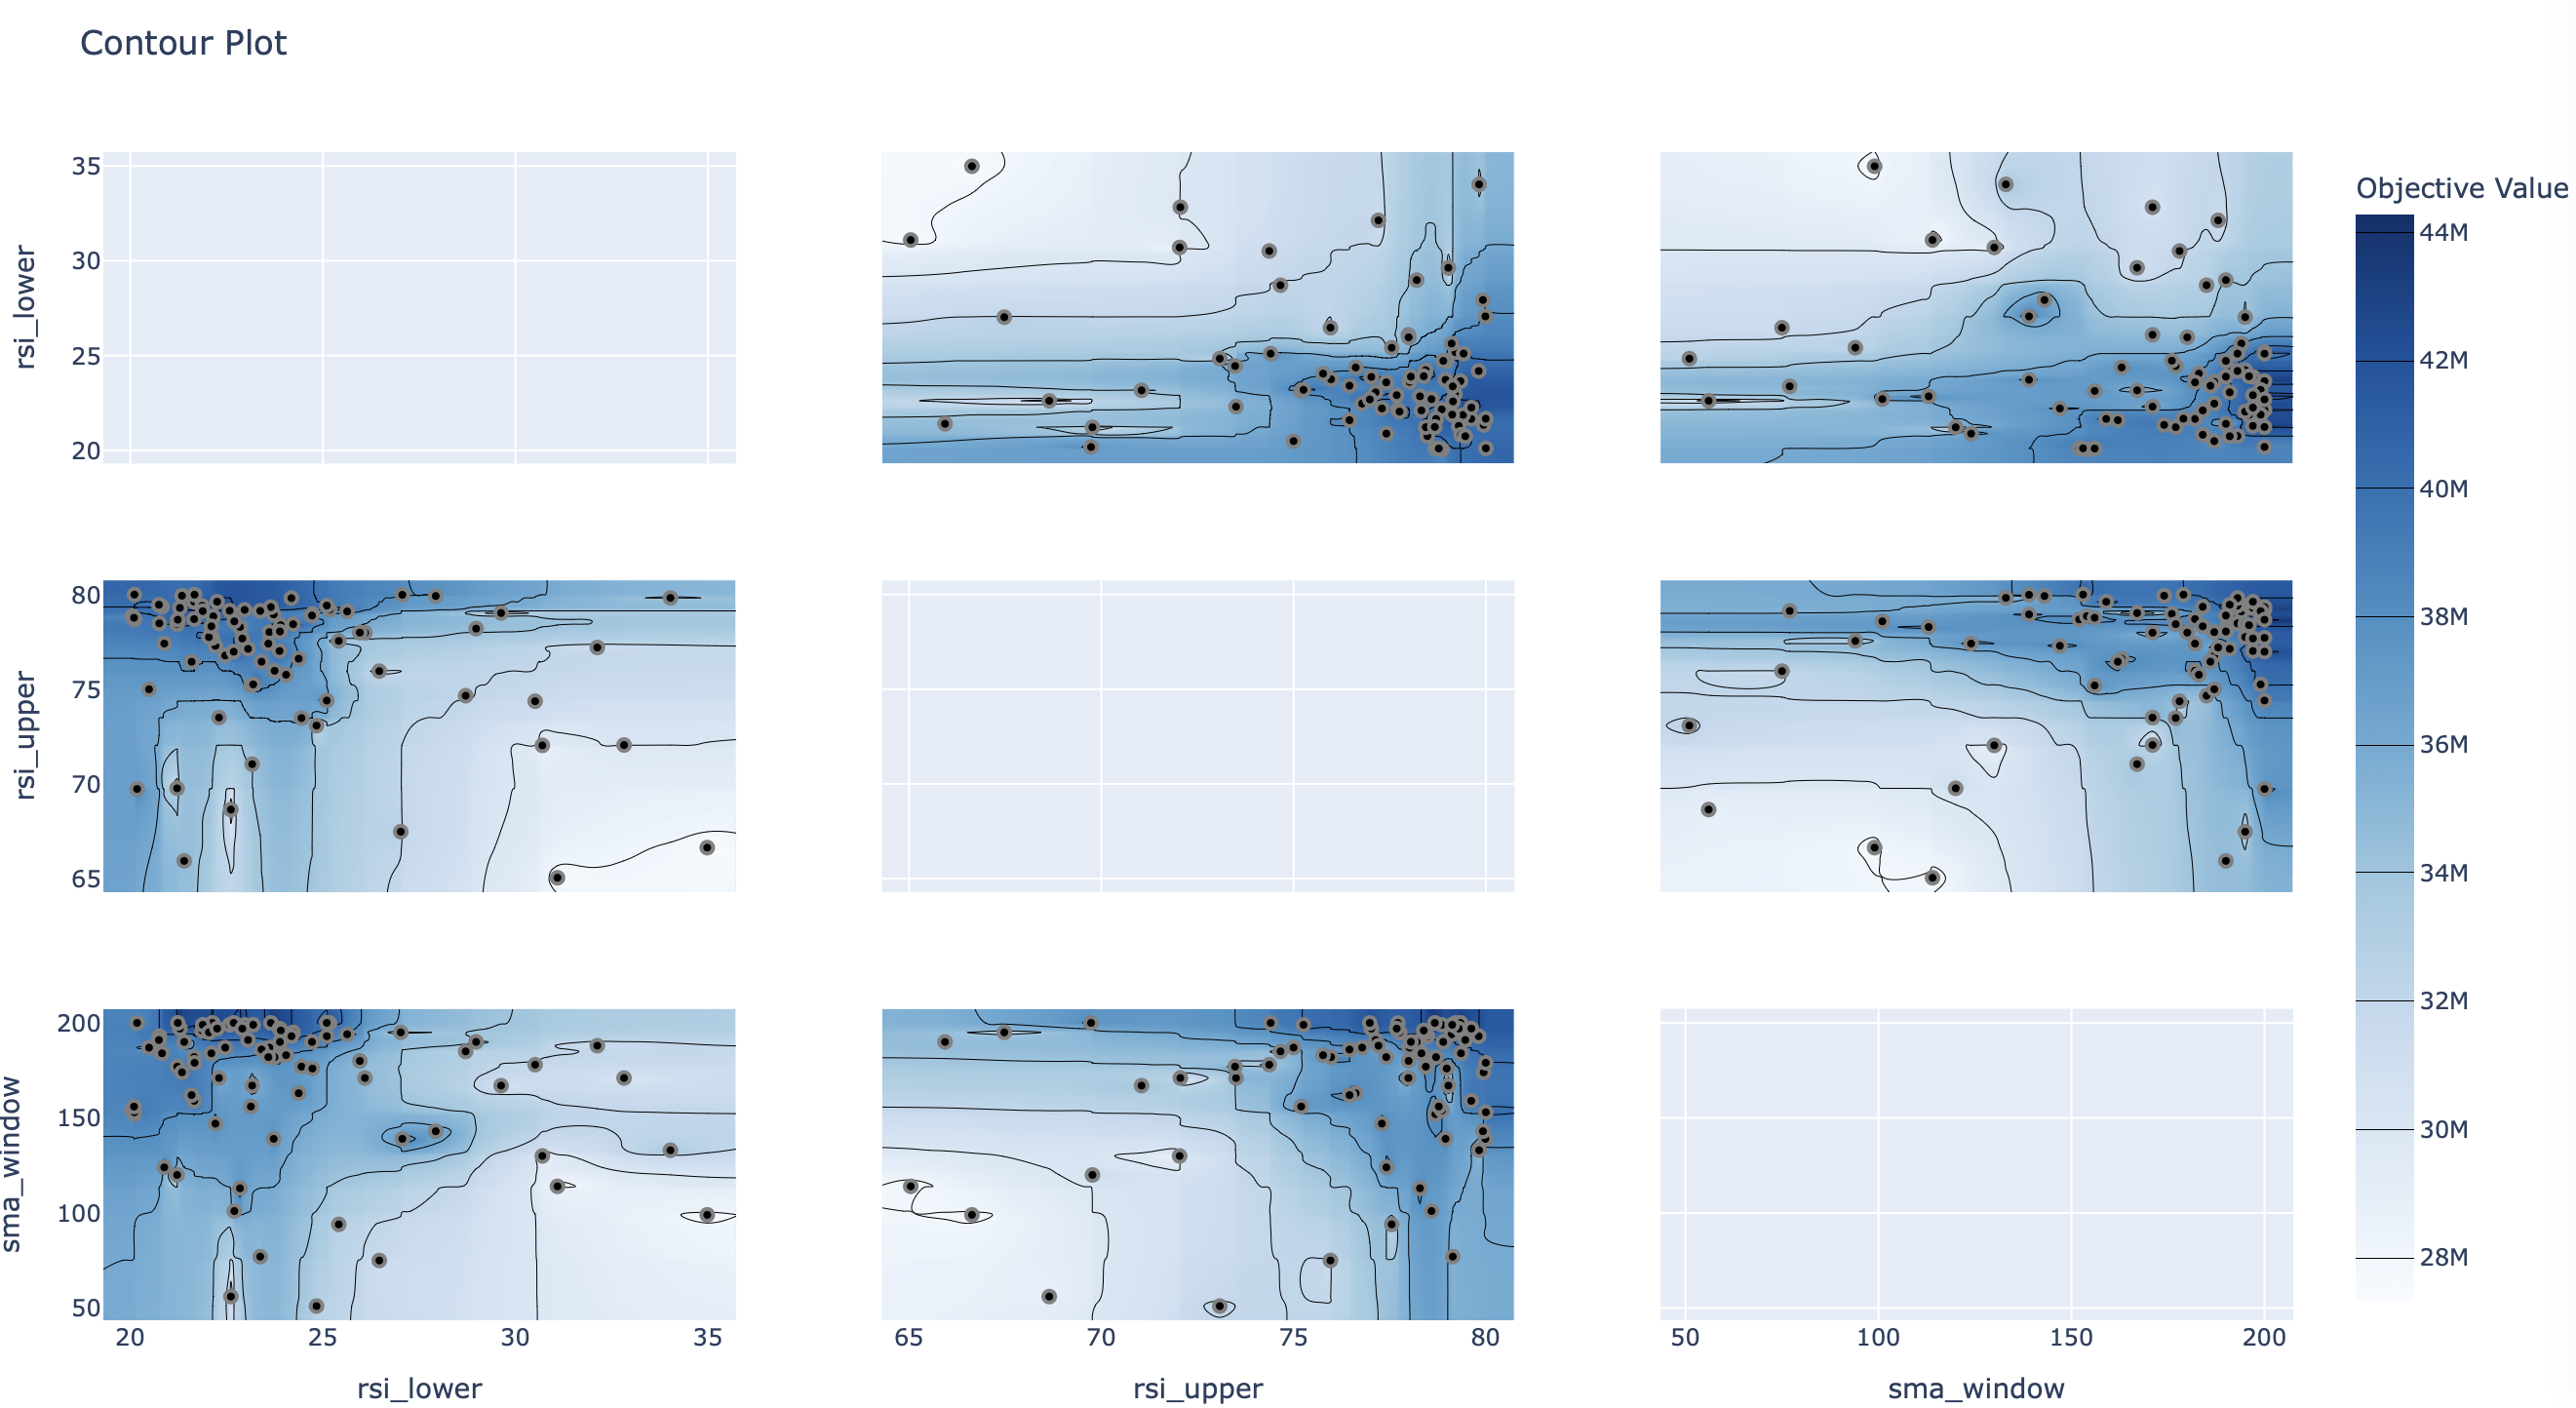 Contour Plot
Objective Value
44M
42M
40M
38M
36M
34M
32M
30M
28M
rsi_lower
35
30
25
20
rsi_upper
80
75
70
65
sma_window
200
150
100
50
20 25 30 35
65 70 75 80
50 100 150 200
rsi_lower
rsi_upper
sma_window